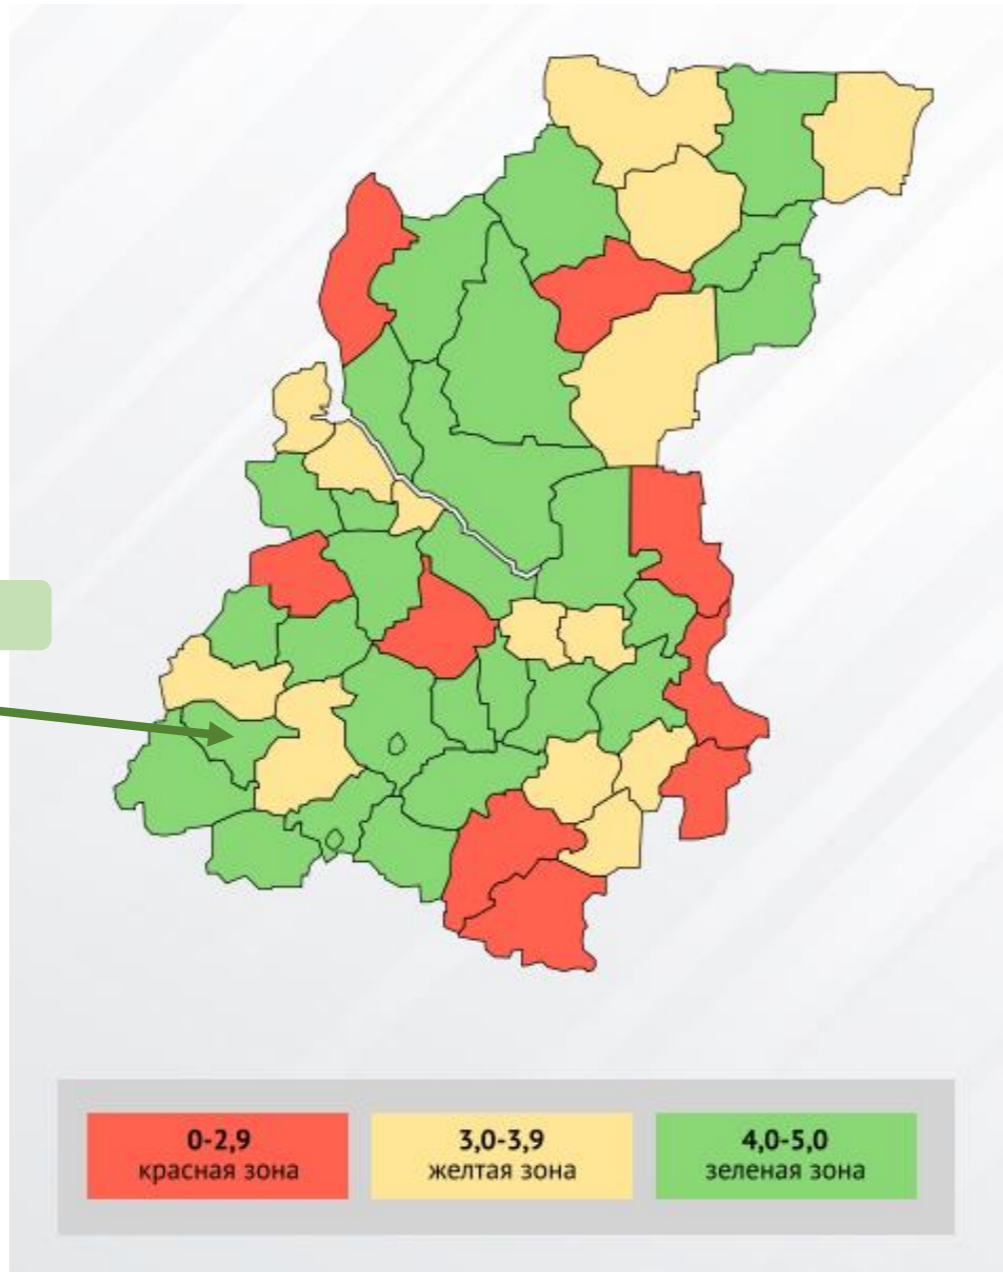 0-2,9
красная зона
3,0-3,9
желтая зона
4,0-5,0
зеленая зона